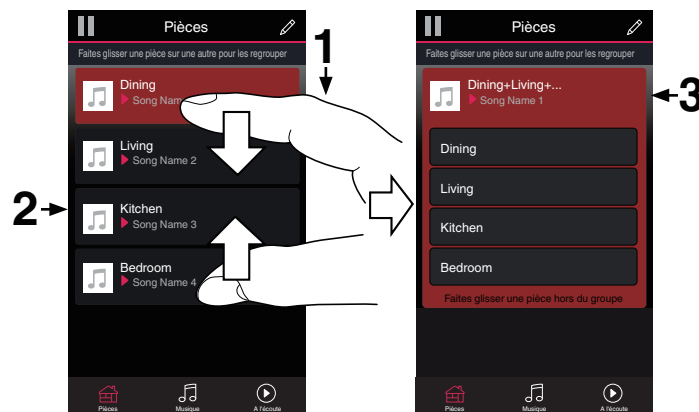 Pièces
Faites glisser une pièce sur une autre pour les regrouper
1
Dining
Song Nam
Living
Song Name 2
2
Kitchen
Song Name 3
Bedroom
Song Name 4
Pièces
Musique
A l'écoute
Pièces
Faites glisser une pièce sur une autre pour les regrouper
Dining+Living+...
Song Name 1
3
Dining
Living
Kitchen
Bedroom
Faites glisser une pièce hors du groupe
Pièces
Musique
A l'écoute